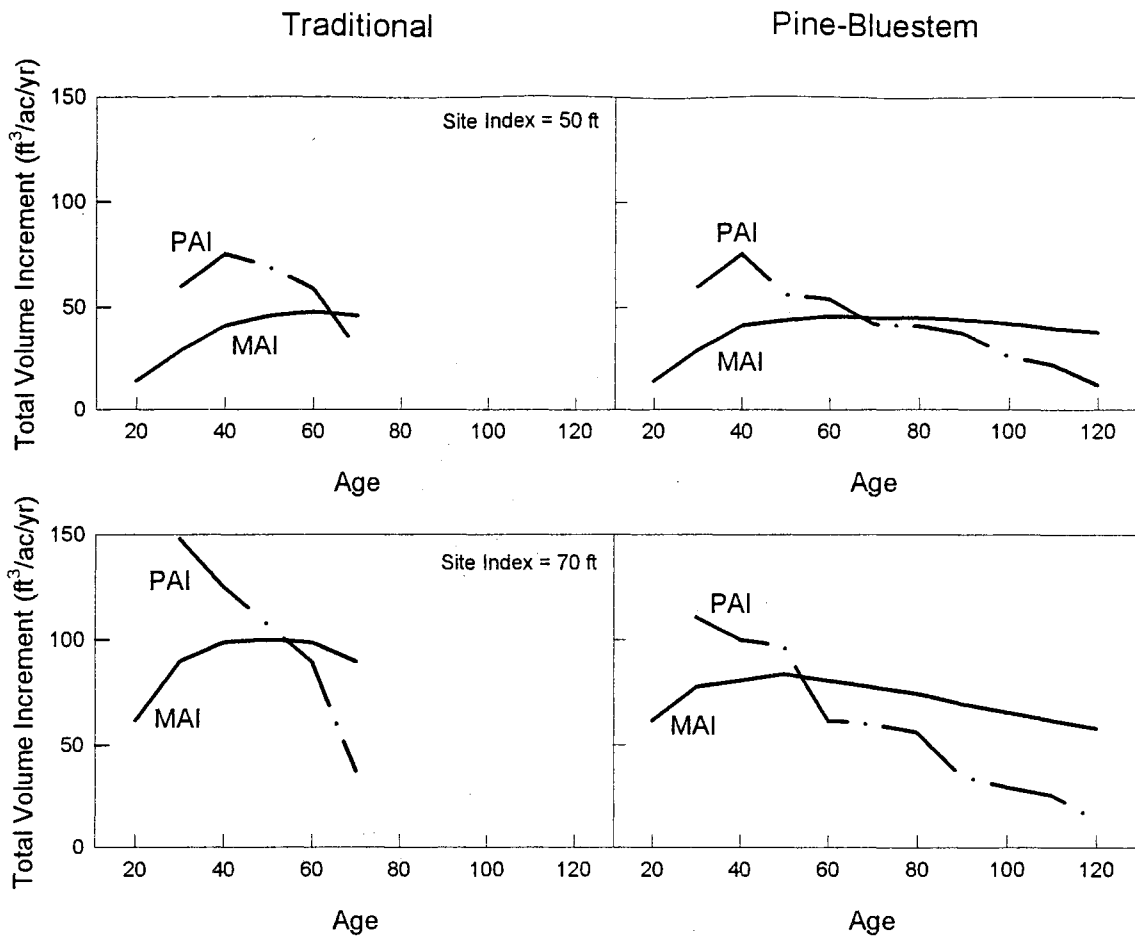 Traditional
Pine-Bluestem
Total Volume Increment (ft³/ac/yr)
150
100
50
0
Site Index = 50 ft
PAI
MAI
20 40 60 80 100 120
Age
PAI
MAI
20 40 60 80 100 120
Age
Total Volume Increment (ft³/ac/yr)
150
100
50
0
Site Index = 70 ft
PAI
MAI
20 40 60 80 100 120
Age
PAI
MAI
20 40 60 80 100 120
Age